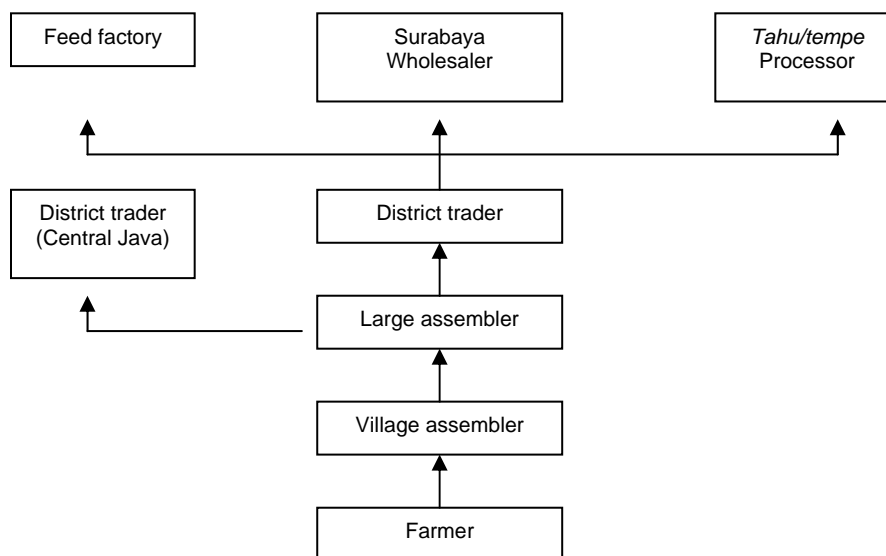 Feed factory
Surabaya
Wholesaler
Tahu/tempe
Processor
District trader
(Central Java)
District trader
Large assembler
Village assembler
Farmer